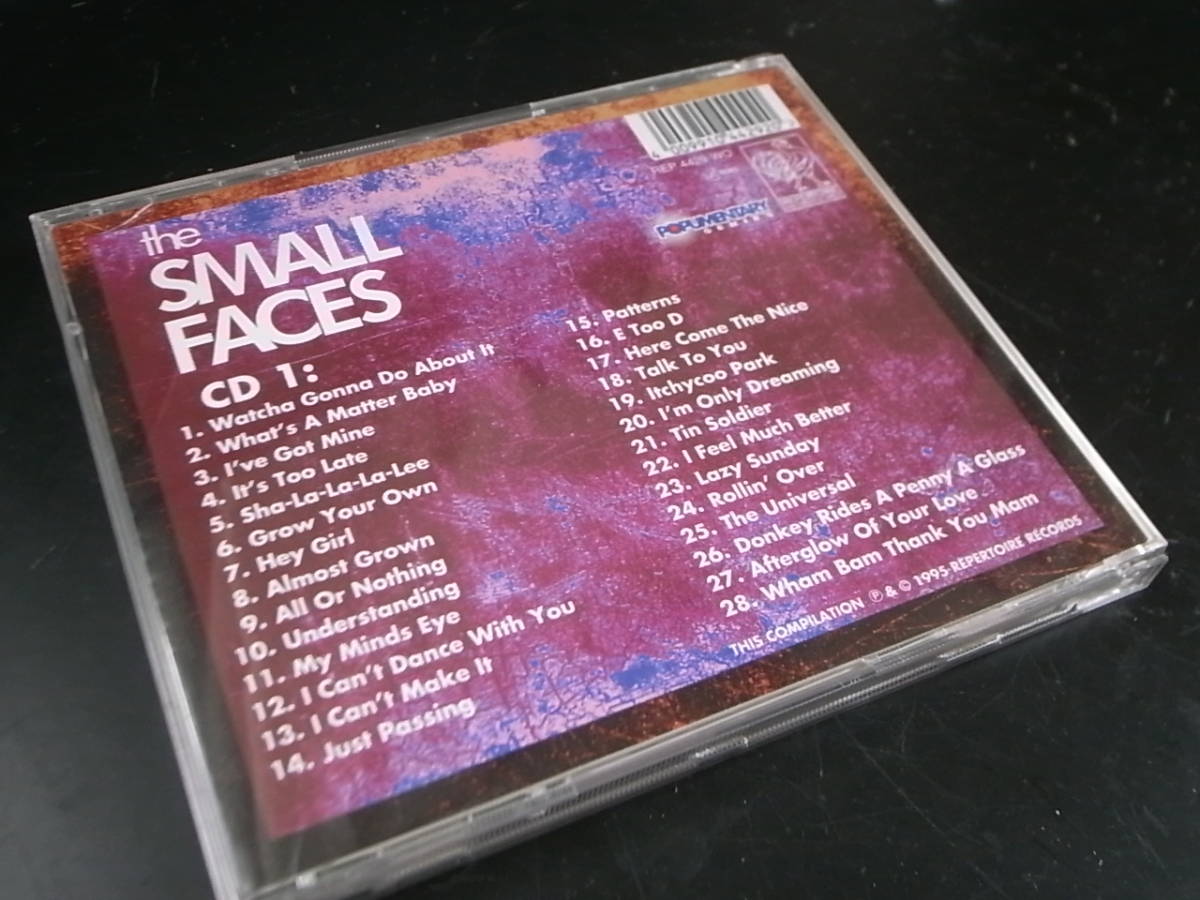 the
SMALL
FACES
CD 1:
1. Watcha Gonna Do About It
2. What's A Matter Baby
3. I've Got Mine
4. It's Too Late
5. Sha-La-La-La-Lee
6. Grow Your Own
7. Hey Girl
8. Almost Grown
9. All Or Nothing
10. Understanding
11. My Minds Eye
12. I Can't Dance With You
13. I Can't Make It
14. Just Passing
POPUMENTARY
15. Patterns
16. E Too D
17. Here Come The Nice
18. Talk To You
19. Itchycoo Park
20. I'm Only Dreaming
21. Tin Soldier
22. I Feel Much Better
23. Lazy Sunday
24. Rollin' Over
25. The Universal
26. Donkey Rides A Penny A Glass
27. Afterglow Of Your Love
28. Wham Bam Thank You Mam
THIS COMPILATION ℗ & © 1995-REPERTOIRE RECORDS